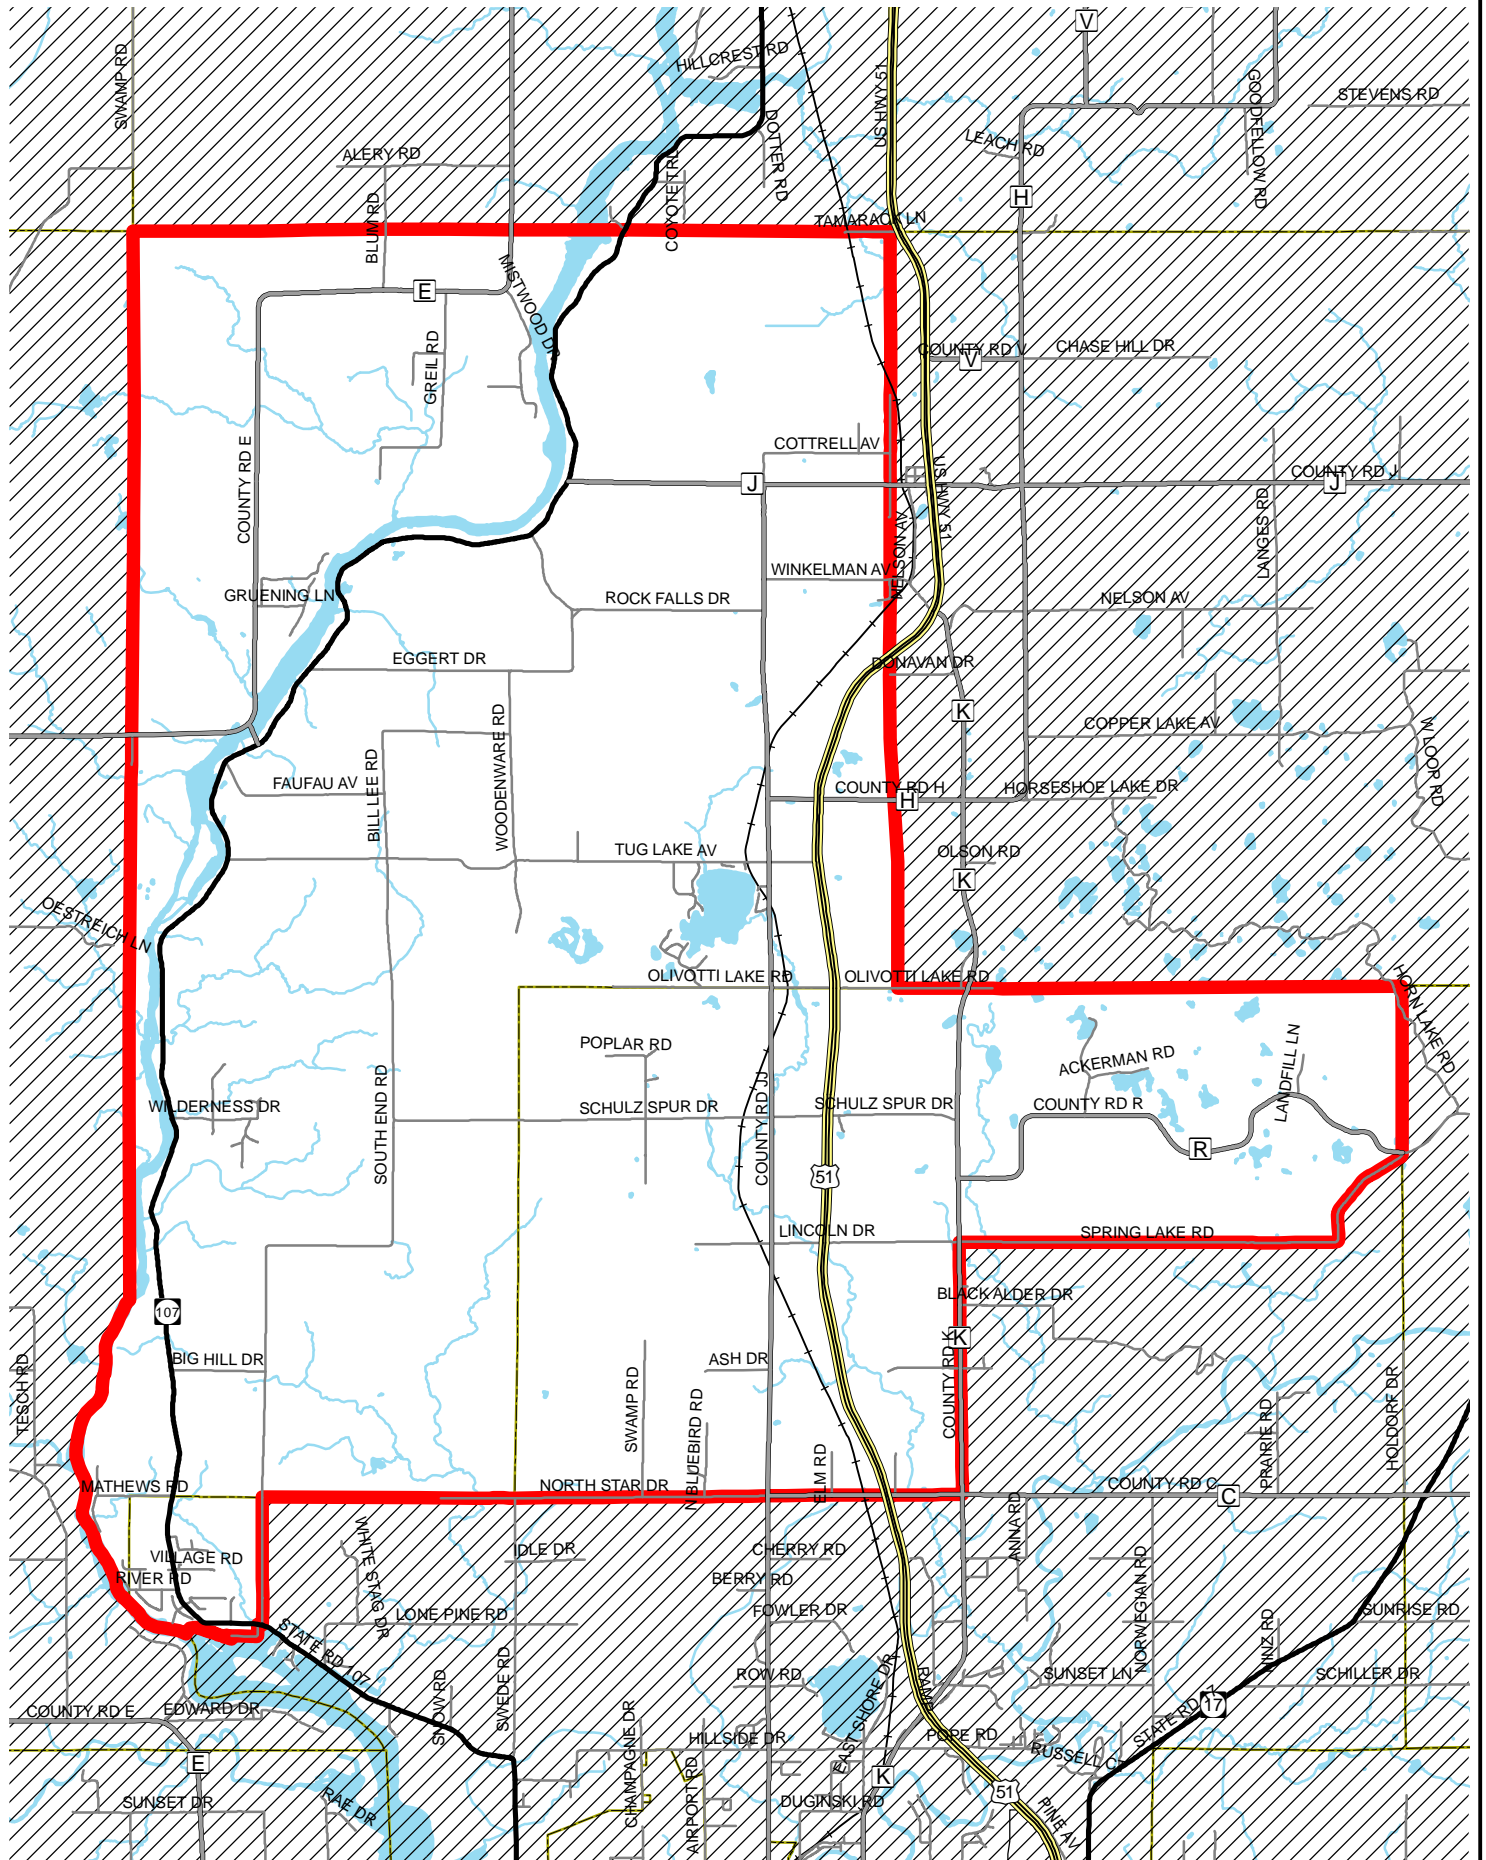 V
SWAMP RD
HILLCREST RD
US HWY 51
GOODFELLOW RD
STEVENS RD
DOTTER RD
LEACH RD
ALERY RD
COYOTE TRL
BLUM RD
H
TAMARACK LN
MISTWOOD DR
E
GREIL RD
COUNTY RD V
V
CHASE HILL DR
COUNTY RD E
COTTRELL AV
US HWY 51
J
COUNTY RD J
J
LANGES RD
NELSON AV
WINKELMAN AV
GRUENING LN
ROCK FALLS DR
NELSON AV
EGGERT DR
DONAVAN DR
K
COPPER LAKE AV
W LOOP RD
WOODENWARE RD
BILL LEE RD
FAUFAU AV
COUNTY RD H
H
HORSESHOE LAKE DR
TUG LAKE AV
OLSON RD
K
OESTREICH LN
OLIVOTTI LAKE RD
OLIVOTTI LAKE RD
HORN LAKE RD
POPLAR RD
ACKERMAN RD
LANDFILL LN
WILDERNESS DR
SOUTH END RD
SCHULZ SPUR DR
COUNTY RD JJ
SCHULZ SPUR DR
COUNTY RD R
R
51
LINCOLN DR
SPRING LAKE RD
BLACK ALDER DR
107
K
COUNTY RD K
TESCH RD
BIG HILL DR
ASH DR
SWAMP RD
N BLUEBIRD RD
ELM RD
PRAIRIE RD
HOLDORF DR
MATHEWS RD
NORTH STAR DR
COUNTY RD C
C
WHITE STAG DR
ANNA RD
VILLAGE RD
IDLE DR
CHERRY RD
NORWEGIAN RD
RIVER RD
BERRY RD
LONE PINE RD
FOWLER DR
SUNRISE RD
STATE RD 107
SWEDE RD
ROW RD
EAST SHORE DR
RAMP
SUNSET LN
SCHILLER DR
COUNTY RD E
EDWARD DR
SNOW RD
CHAMPAGNE DR
HILLSIDE DR
POPE RD
STATE RD 17
17
RUSSELL
E
AIRPORT RD
K
51
SUNSET DR
RAE DR
DUGINSKI RD
PINE AV